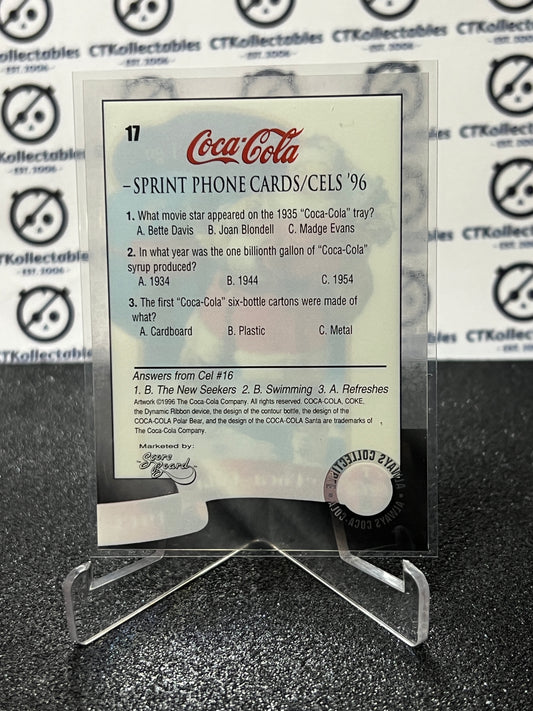 17
Coca-Cola
– SPRINT PHONE CARDS/CELS '96
1. What movie star appeared on the 1935 "Coca-Cola" tray?
A. Bette Davis B. Joan Blondell C. Madge Evans
2. In what year was the one billionth gallon of "Coca-Cola"
syrup produced?
A. 1934 B. 1944 C. 1954
3. The first "Coca-Cola" six-bottle cartons were made of
what?
A. Cardboard B. Plastic C. Metal
Answers from Cel #16
1. B. The New Seekers 2. B. Swimming 3. A. Refreshes
Artwork ©1996 The Coca-Cola Company. All rights reserved. COCA-COLA, COKE,
the Dynamic Ribbon device, the design of the contour bottle, the design of the
COCA-COLA Polar Bear, and the design of the COCA-COLA Santa are trademarks of
The Coca-Cola Company.
Marketed by:
Score Board
ALWAYS COLLECTIBLE
ALWAYS COCA-COLA
CTKollectables
EST. 2006